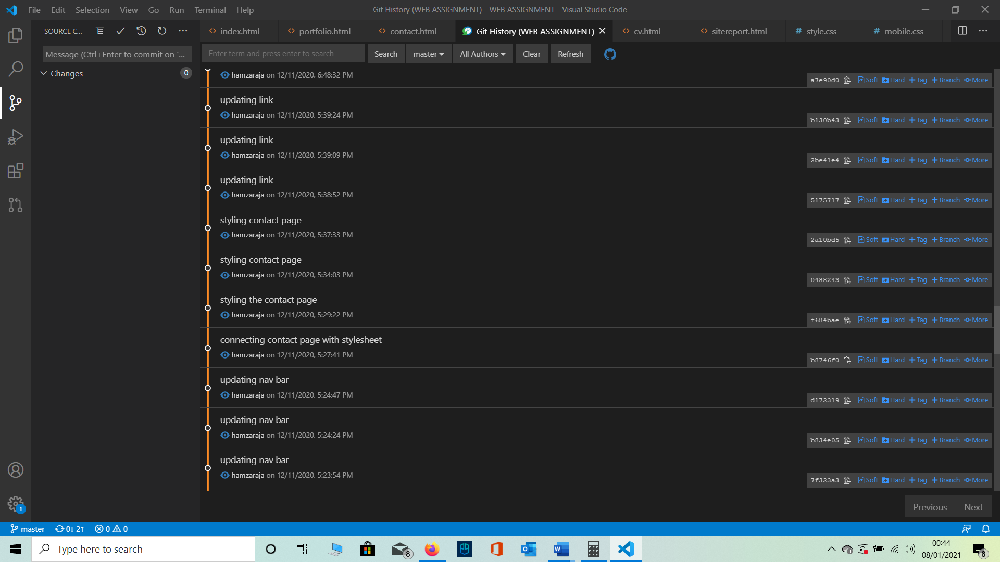 File Edit Selection View Go Run Terminal Help
Git History (WEB ASSIGNMENT) - WEB ASSIGNMENT - Visual Studio Code
SOURCE C...
index.html
portfolio.html
contact.html
Git History (WEB ASSIGNMENT)
cv.html
sitereport.html
# style.css
# mobile.css
Message (Ctrl+Enter to commit on '...
Enter term and press enter to search
Search
master
All Authors
Clear
Refresh
Changes 0
hamzaraja on 12/11/2020, 6:48:32 PM
a7e90d0 Soft Hard +Tag +Branch More
updating link
hamzaraja on 12/11/2020, 5:39:24 PM
b130b43 Soft Hard +Tag +Branch More
updating link
hamzaraja on 12/11/2020, 5:39:09 PM
2be41e4 Soft Hard +Tag +Branch More
updating link
hamzaraja on 12/11/2020, 5:38:52 PM
5175717 Soft Hard +Tag +Branch More
styling contact page
hamzaraja on 12/11/2020, 5:37:33 PM
2a10bd5 Soft Hard +Tag +Branch More
styling contact page
hamzaraja on 12/11/2020, 5:34:03 PM
0488243 Soft Hard +Tag +Branch More
styling the contact page
hamzaraja on 12/11/2020, 5:29:22 PM
f684bae Soft Hard +Tag +Branch More
connecting contact page with stylesheet
hamzaraja on 12/11/2020, 5:27:41 PM
b8746f0 Soft Hard +Tag +Branch More
updating nav bar
hamzaraja on 12/11/2020, 5:24:47 PM
d172319 Soft Hard +Tag +Branch More
updating nav bar
hamzaraja on 12/11/2020, 5:24:24 PM
b834e05 Soft Hard +Tag +Branch More
updating nav bar
hamzaraja on 12/11/2020, 5:23:54 PM
7f323a3 Soft Hard +Tag +Branch More
1
Previous Next
master 0↓ 2↑ 0 0
Type here to search
8
W
00:44
08/01/2021
8